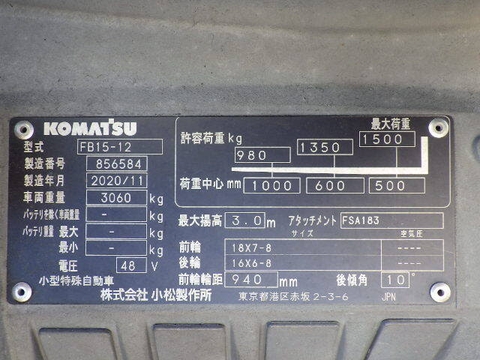 KOMATSU
型式 FB15-12
製造番号 856584
製造年月 2020/11
車両重量 3060 kg
バッテリを除く車両重量 - kg
バッテリ重量 最大 - kg
最小 - kg
電圧 48 V
小型特殊自動車
最大荷重
許容荷重 kg 980 1350 1500
荷重中心 mm 1000 600 500
最大揚高 3.0 m アタッチメント FSA183
サイズ 空気圧
前輪 18X7-8 ----
後輪 16X6-8 ----
前輪輪距 940 mm 後傾角 10°
株式会社 小松製作所 東京都港区赤坂2-3-6 JPN